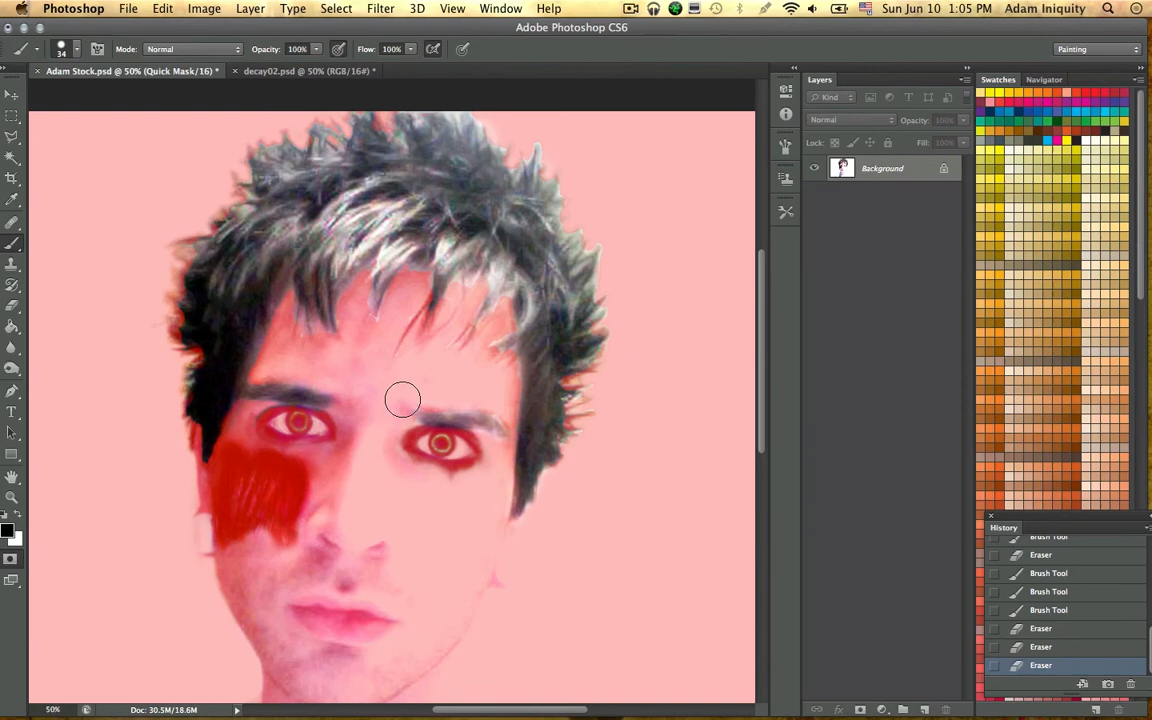 Photoshop File Edit Image Layer Type Select Filter 3D View Window Help Sun Jun 10 1:05 PM Adam Iniquity
Adobe Photoshop CS6
34 Mode: Normal Opacity: 100% Flow: 100% Painting
Adam Stock.psd @ 50% (Quick Mask/16) * decay02.psd @ 50% (RGB/16#) *
Layers Swatches Navigator
Kind
Normal Opacity: 100%
Lock: Fill: 100%
Background
History
Brush Tool
Eraser
Brush Tool
Brush Tool
Brush Tool
Eraser
Eraser
Eraser
50% Doc: 30.5M/18.6M